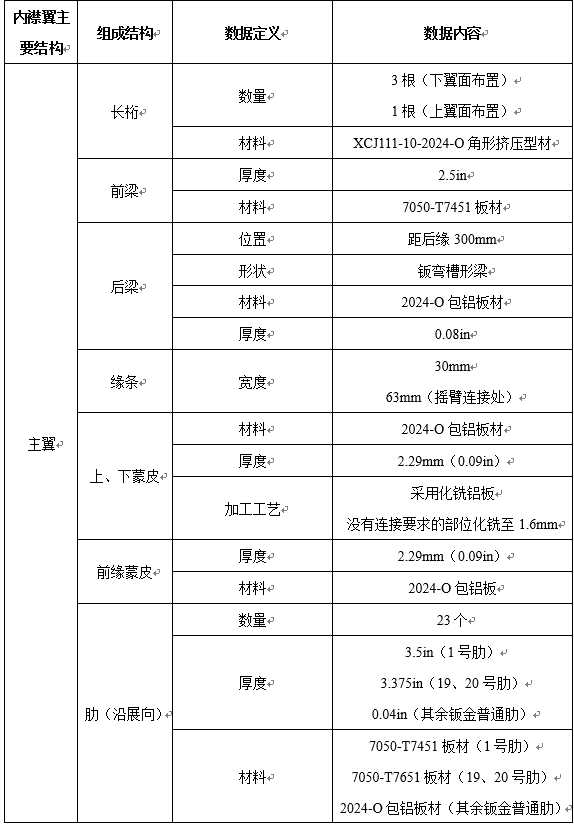 内襟翼主
要结构
组成结构
数据定义
数据内容
主翼
长桁
数量
3 根（下翼面布置）
1 根（上翼面布置）
材料
XCJ111-10-2024-O 角形挤压型材
前梁
厚度
2.5in
材料
7050-T7451 板材
后梁
位置
距后缘 300mm
形状
钣弯槽形梁
材料
2024-O 包铝板材
厚度
0.08in
缘条
宽度
30mm
63mm（摇臂连接处）
上、下蒙皮
材料
2024-O 包铝板材
厚度
2.29mm（0.09in）
加工工艺
采用化铣铝板
没有连接要求的部位化铣至 1.6mm
前缘蒙皮
厚度
2.29mm（0.09in）
材料
2024-O 包铝板
肋（沿展向）
数量
23 个
厚度
3.5in（1 号肋）
3.375in（19、20 号肋）
0.04in（其余钣金普通肋）
材料
7050-T7451 板材（1 号肋）
7050-T7651 板材（19、20 号肋）
2024-O 包铝板材（其余钣金普通肋）